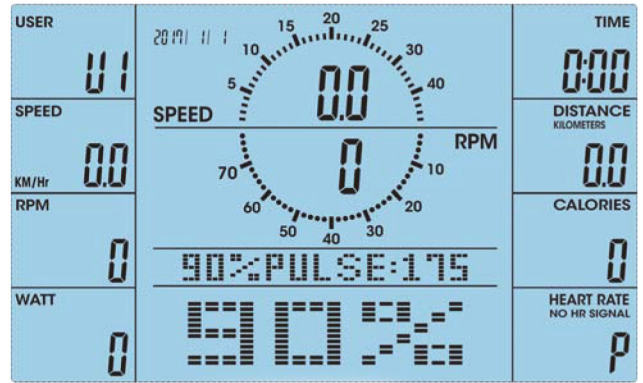 USER
U1
SPEED
KM/Hr 0.0
RPM
0
WATT
0
2019/ 1/ 1
5 10 15 20 25 30 40
SPEED
0.0
0
RPM
70 60 50 40 30 20 10
90%PULSE:175
90%
TIME
0:00
DISTANCE
KILOMETERS
0.0
CALORIES
0
HEART RATE
NO HR SIGNAL
P